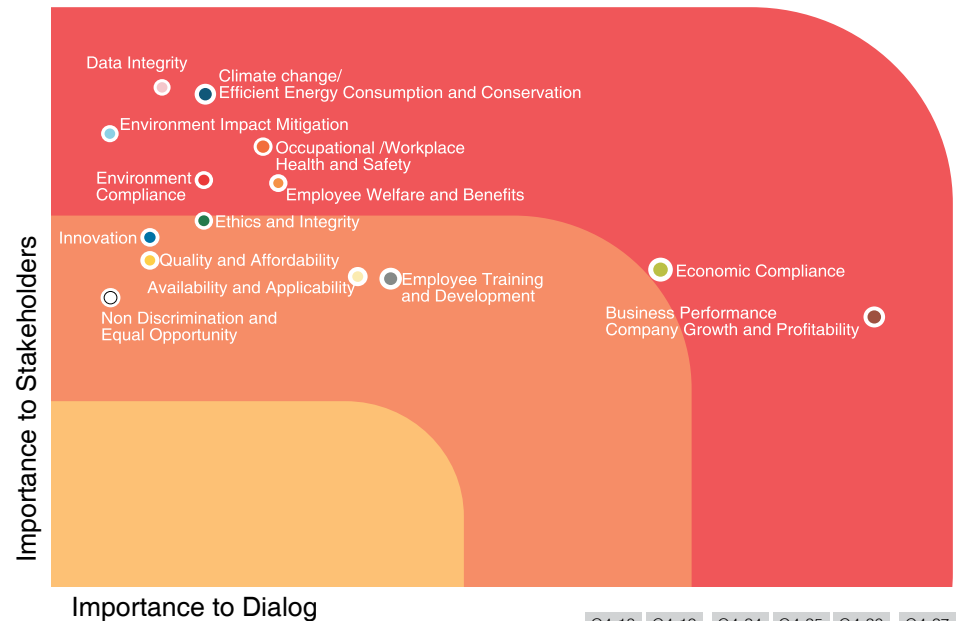 Data Integrity
Climate change/
Efficient Energy Consumption and Conservation
Environment Impact Mitigation
Occupational /Workplace
Health and Safety
Environment
Compliance
Employee Welfare and Benefits
Ethics and Integrity
Innovation
Quality and Affordability
Availability and Applicability
Employee Training
and Development
Economic Compliance
Non Discrimination and
Equal Opportunity
Business Performance
Company Growth and Profitability
Importance to Stakeholders
Importance to Dialog